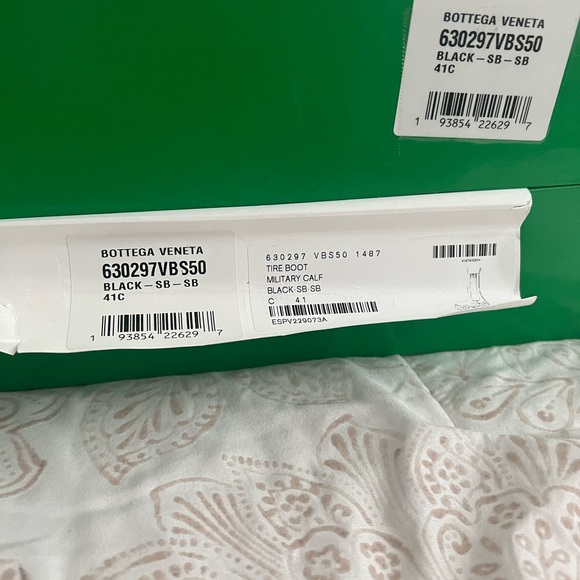 BOTTEGA VENETA
630297VBS50
BLACK-SB-SB
41C
1 93854 22629 7
BOTTEGA VENETA
630297VBS50
BLACK-SB-SB
41C
1 93854 22629 7
630297 VBS50 1487
TIRE BOOT
MILITARY CALF
BLACK-SB-SB
C 41
ESPV229073A